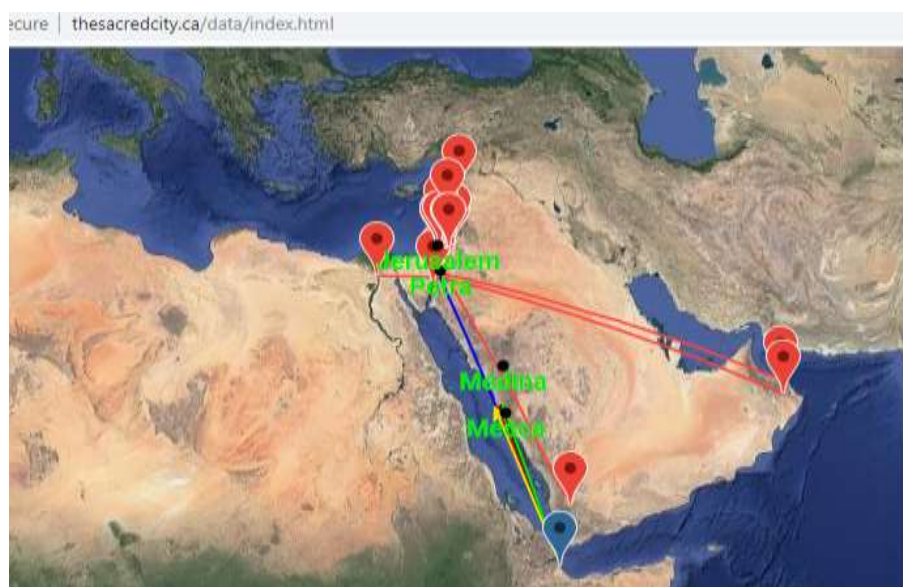 ecure | thesacredcity.ca/data/index.html
Jerusalem
Petra
Medina
Mecca